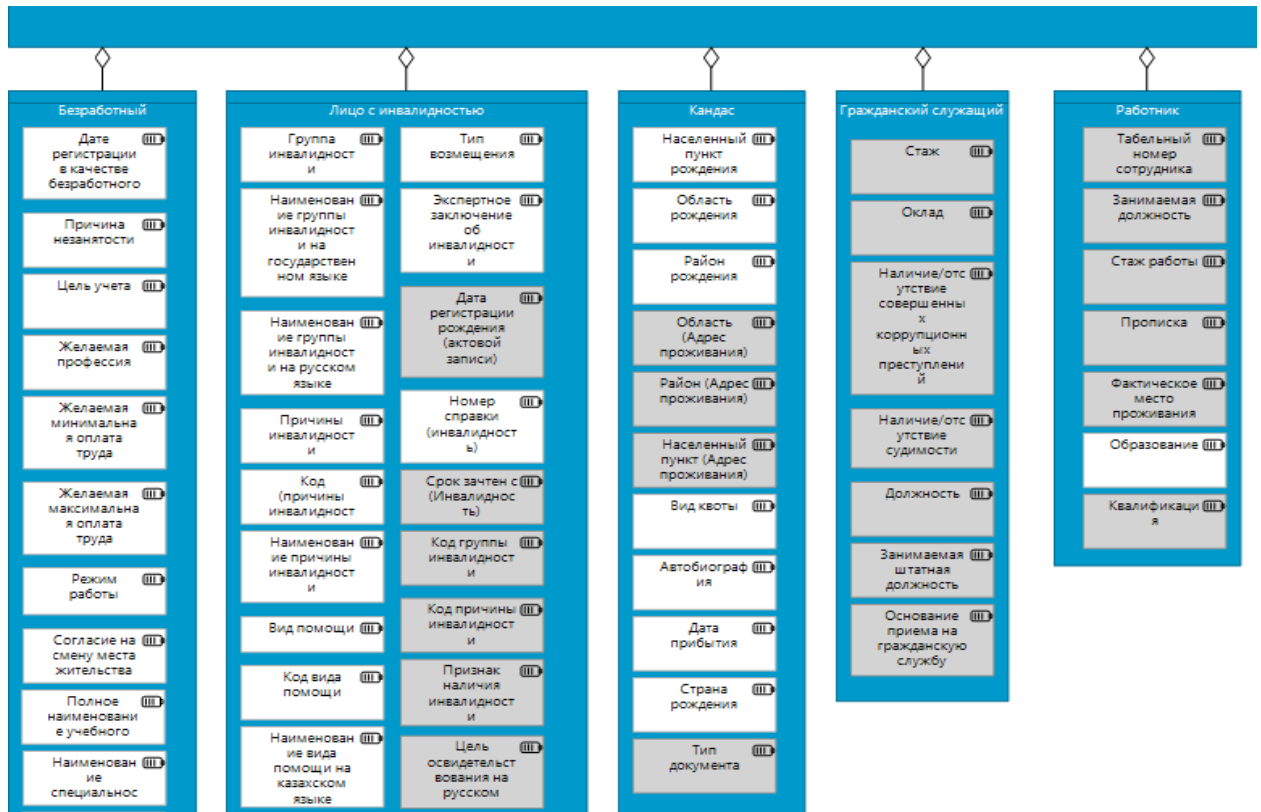 Безработный
Дате
регистрации
в качестве
безработного
Причина
незанятости
Цель учета
Желаемая
профессия
Желаемая
минимальна
я оплата
труда
Желаемая
максимальна
я оплата
труда
Режим
работы
Согласие на
смену места
жительства
Полное
наименовани
е учебного
Наименован
ие
специальнос
Лицо с инвалидностью
Группа
инвалидност
и
Наименован
ие группы
инвалидност
и на
государствен
ном языке
Наименован
ие группы
инвалидност
и на русском
языке
Причины
инвалидност
и
Код
(причины
инвалидност
Наименован
ие причины
инвалидност
и
Вид помощи
Код вида
помощи
Наименован
ие вида
помощи на
казахском
языке
Тип
возмещения
Экспертное
заключение
об
инвалидност
и
Дата
регистрации
рождения
(актовой
записи)
Номер
справки
(инвалидност
ь)
Срок зачтен с
(Инвалиднос
ть)
Код группы
инвалидност
и
Код причины
инвалидност
и
Признак
наличия
инвалидност
и
Цель
освидетельст
вования на
русском
Кандас
Населенный
пункт
рождения
Область
рождения
Район
рождения
Область
(Адрес
проживания)
Район (Адрес
проживания)
Населенный
пункт (Адрес
проживания)
Вид квоты
Автобиограф
ия
Дата
прибытия
Страна
рождения
Тип
документа
Гражданский служащий
Стаж
Оклад
Наличие/отс
утствие
совершенны
х
коррупционн
ых
преступлени
й
Наличие/отс
утствие
судимости
Должность
Занимаемая
штатная
должность
Основание
приема на
гражданскую
службу
Работник
Табельный
номер
сотрудника
Занимаемая
должность
Стаж работы
Прописка
Фактическое
место
проживания
Образование
Квалификаци
я